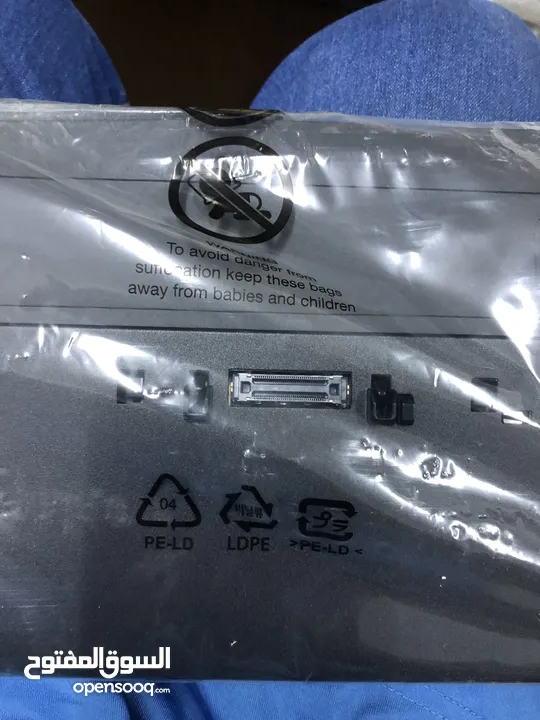 WARNING
To avoid danger from
suffocation keep these bags
away from babies and children
04
PE-LD
LDPE
>PE-LD<
السوق المفتوح
opensooq.com